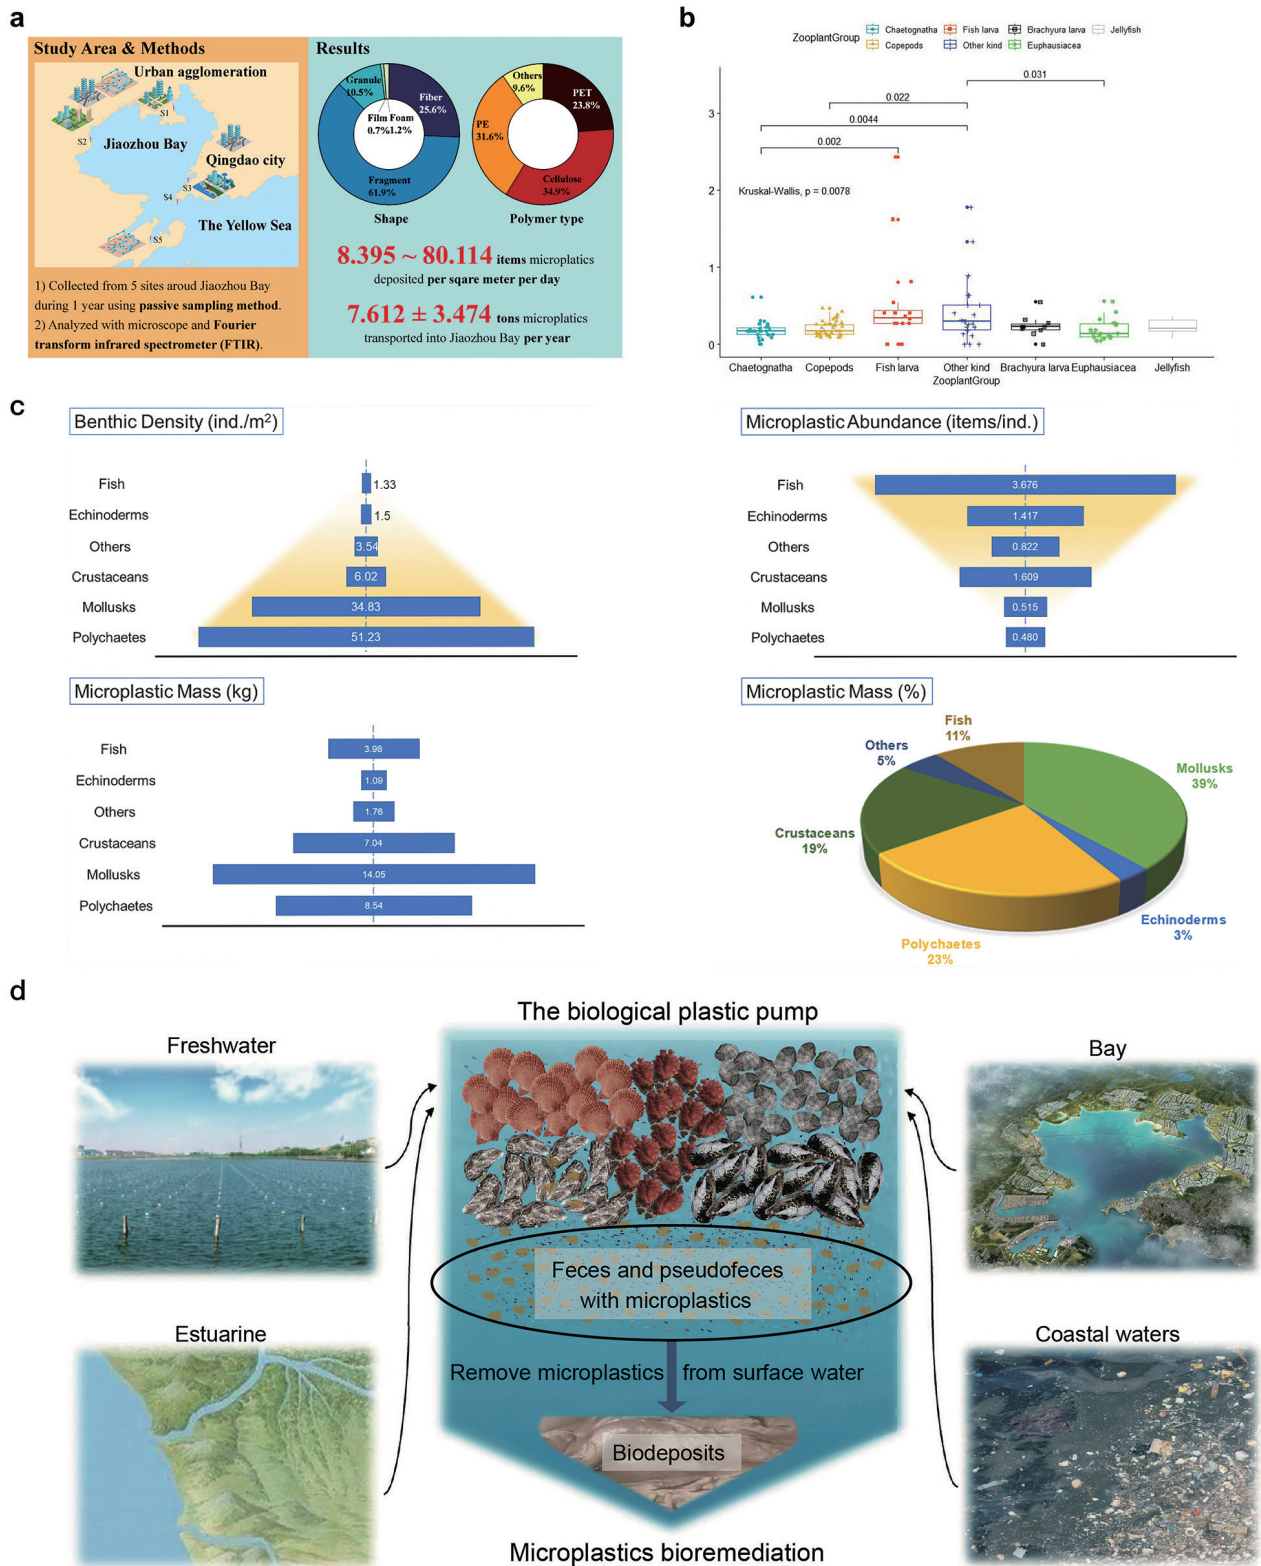 a
Study Area & Methods
Urban agglomeration
S1
S2
Jiaozhou Bay
Qingdao city
S3
S4
The Yellow Sea
S5
1) Collected from 5 sites aroud Jiaozhou Bay
during 1 year using passive sampling method.
2) Analyzed with microscope and Fourier
transform infrared spectrometer (FTIR).
Results
Granule
10.5%
Fiber
25.6%
Film Foam
0.7% 1.2%
Fragment
61.9%
Shape
Others
9.6%
PET
23.8%
PE
31.6%
Cellulose
34.9%
Polymer type
8.395 ~ 80.114 items microplatics
deposited per sqare meter per day
7.612 ± 3.474 tons microplatics
transported into Jiaozhou Bay per year
b
ZooplantGroup
Chaetognatha
Fish larva
Brachyura larva
Jellyfish
Copepods
Other kind
Euphausiacea
0.031
0.022
0.0044
0.002
Kruskal-Wallis, p = 0.0078
3
2
1
0
Chaetognatha
Copepods
Fish larva
Other kind
Brachyura larva
Euphausiacea
Jellyfish
ZooplantGroup
c
Benthic Density (ind./m²)
Fish 1.33
Echinoderms 1.5
Others 3.54
Crustaceans 6.02
Mollusks 34.83
Polychaetes 51.23
Microplastic Abundance (items/ind.)
Fish 3.676
Echinoderms 1.417
Others 0.822
Crustaceans 1.609
Mollusks 0.515
Polychaetes 0.480
Microplastic Mass (kg)
Fish 3.98
Echinoderms 1.09
Others 1.76
Crustaceans 7.04
Mollusks 14.05
Polychaetes 8.54
Microplastic Mass (%)
Fish
11%
Others
5%
Mollusks
39%
Crustaceans
19%
Echinoderms
3%
Polychaetes
23%
d
The biological plastic pump
Freshwater
Bay
Feces and pseudofeces
with microplastics
Estuarine
Coastal waters
Remove microplastics from surface water
Biodeposits
Microplastics bioremediation